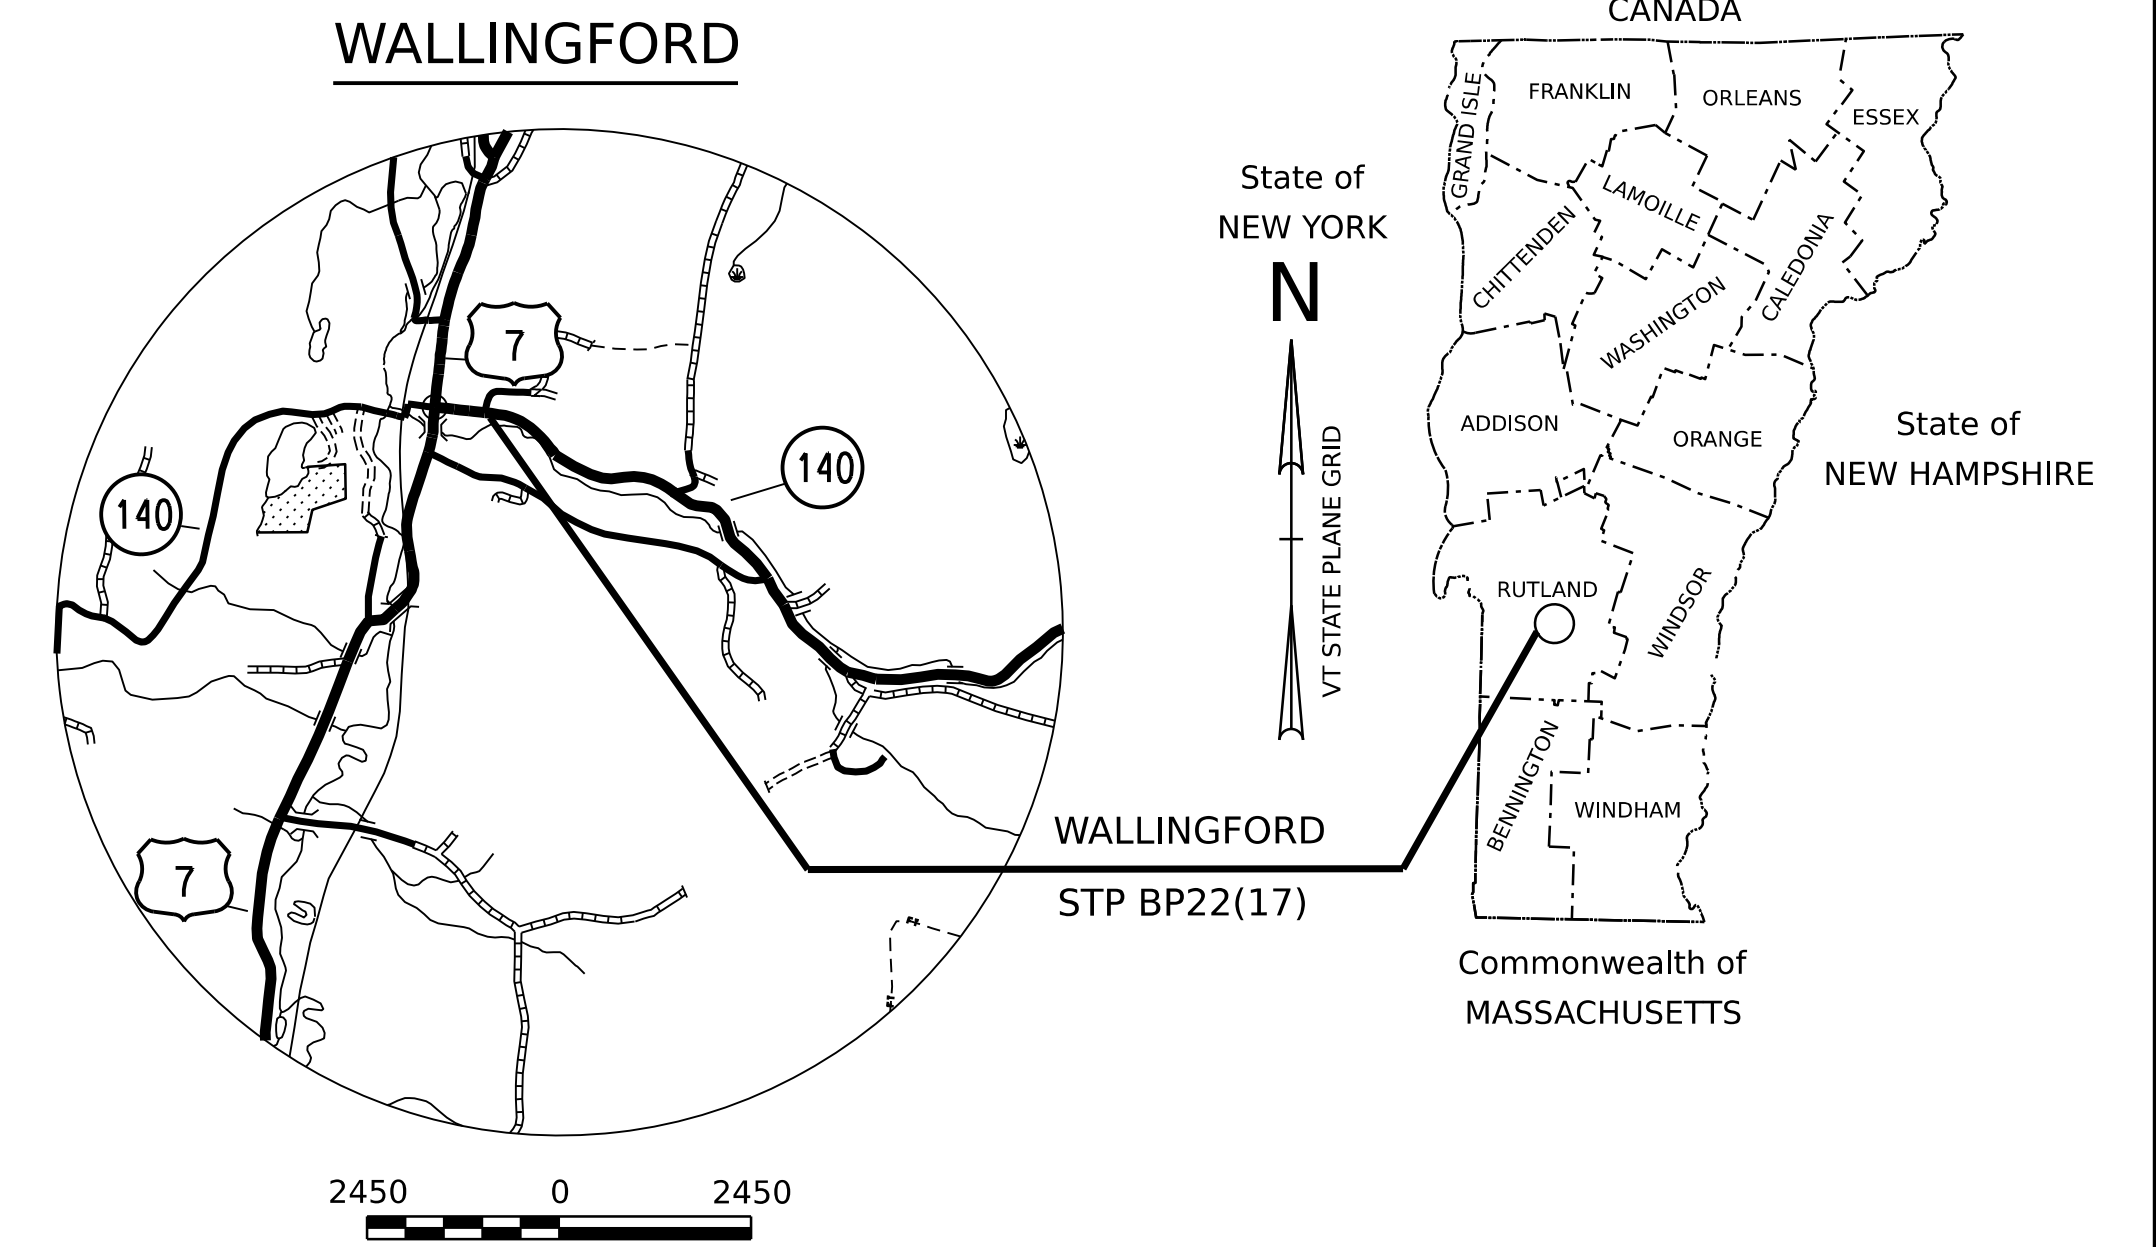 WALLINGFORD
7
140
140
7
WALLINGFORD
STP BP22(17)
2450 0 2450
State of
NEW YORK
N
VT STATE PLANE GRID
CANADA
GRAND ISLE
FRANKLIN
ORLEANS
ESSEX
LAMOILLE
CHITTENDEN
CALEDONIA
WASHINGTON
ADDISON
ORANGE
State of
NEW HAMPSHIRE
RUTLAND
WINDSOR
BENNINGTON
WINDHAM
Commonwealth of
MASSACHUSETTS